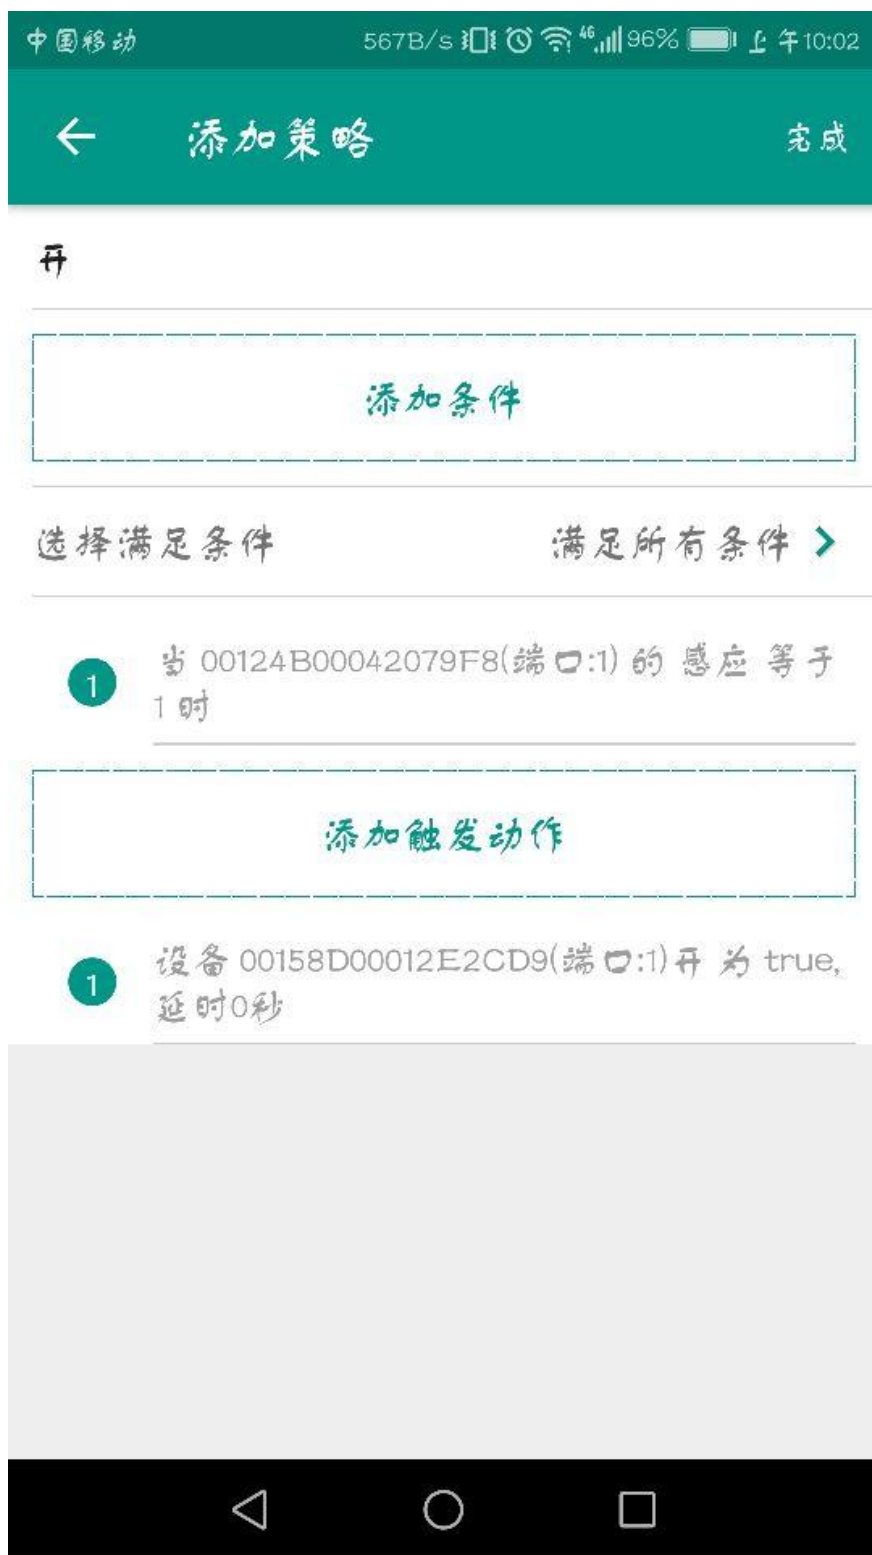 中国移动 567B/s 46 96% 上午10:02
添加策略 完成
开
添加条件
选择满足条件 满足所有条件
1 当 00124B00042079F8(端口:1) 的 感应 等于
1 时
添加触发动作
1 设备 00158D00012E2CD9(端口:1) 开 为 true,
延时0秒